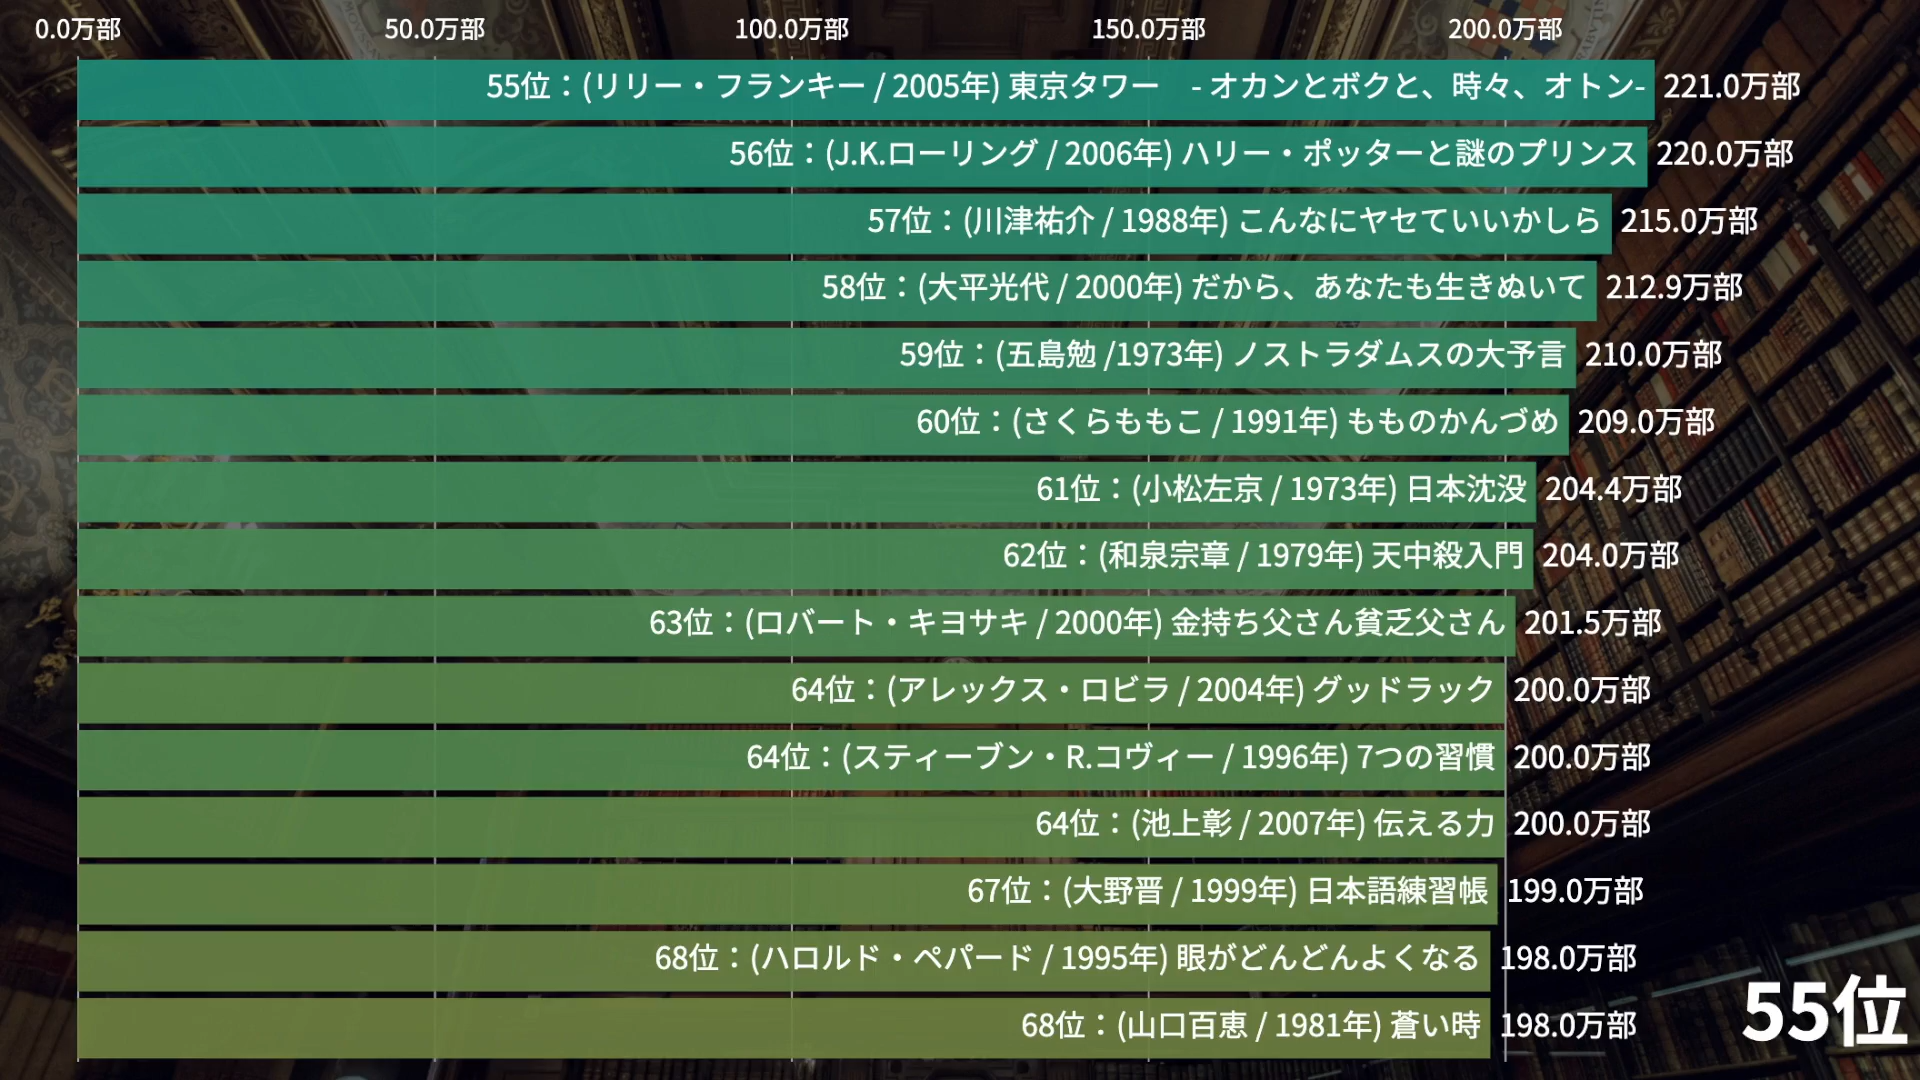 0.0万部 50.0万部 100.0万部 150.0万部 200.0万部
55位：(リリー・フランキー / 2005年) 東京タワー　- オカンとボクと、時々、オトン- 221.0万部
56位：(J.K.ローリング / 2006年) ハリー・ポッターと謎のプリンス 220.0万部
57位：(川津祐介 / 1988年) こんなにヤセていいかしら 215.0万部
58位：(大平光代 / 2000年) だから、あなたも生きぬいて 212.9万部
59位：(五島勉 /1973年) ノストラダムスの大予言 210.0万部
60位：(さくらももこ / 1991年) もものかんづめ 209.0万部
61位：(小松左京 / 1973年) 日本沈没 204.4万部
62位：(和泉宗章 / 1979年) 天中殺入門 204.0万部
63位：(ロバート・キヨサキ / 2000年) 金持ち父さん貧乏父さん 201.5万部
64位：(アレックス・ロビラ / 2004年) グッドラック 200.0万部
64位：(スティーブン・R.コヴィー / 1996年) 7つの習慣 200.0万部
64位：(池上彰 / 2007年) 伝える力 200.0万部
67位：(大野晋 / 1999年) 日本語練習帳 199.0万部
68位：(ハロルド・ペパード / 1995年) 眼がどんどんよくなる 198.0万部
68位：(山口百恵 / 1981年) 蒼い時 198.0万部
55位